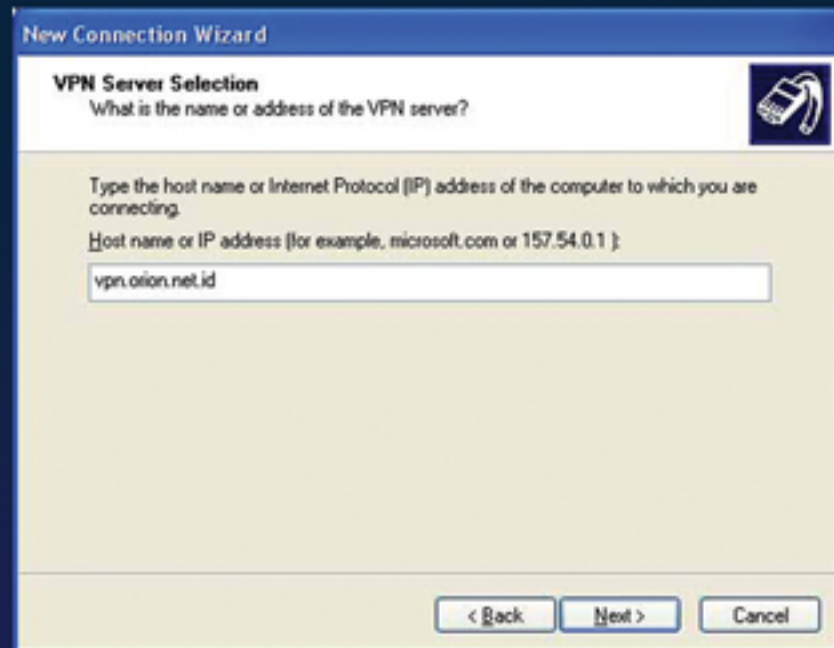 New Connection Wizard
VPN Server Selection
What is the name or address of the VPN server?
Type the host name or Internet Protocol (IP) address of the computer to which you are
connecting.
Host name or IP address (for example, microsoft.com or 157.54.0.1 ):
vpn.orion.net.id
< Back Next > Cancel